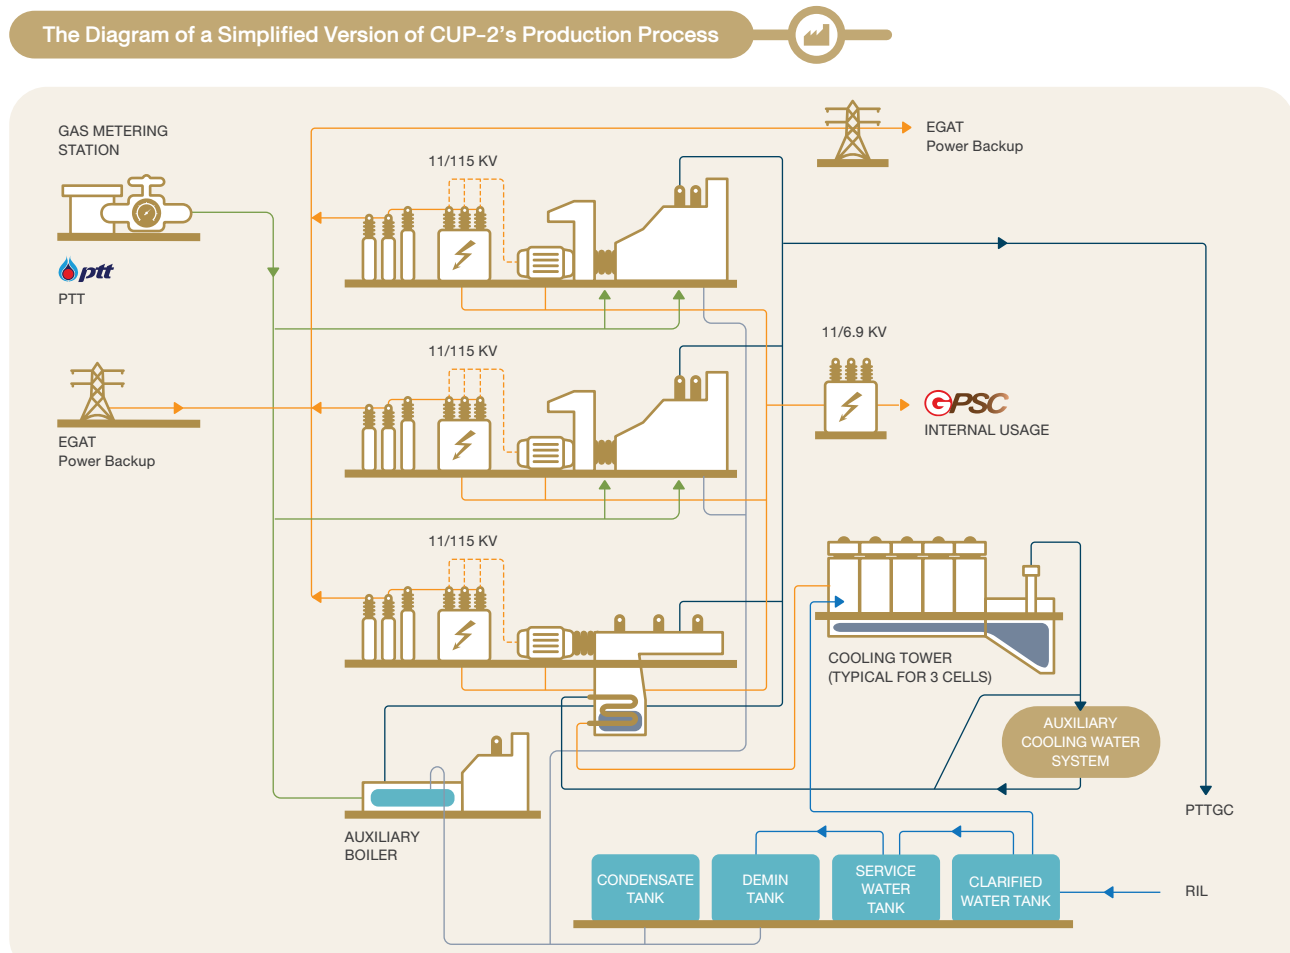 The Diagram of a Simplified Version of CUP-2's Production Process
GAS METERING
STATION
ptt
PTT
EGAT
Power Backup
11/115 KV
11/115 KV
11/115 KV
EGAT
Power Backup
11/6.9 KV
GPSC
INTERNAL USAGE
COOLING TOWER
(TYPICAL FOR 3 CELLS)
AUXILIARY
COOLING WATER
SYSTEM
PTTGC
AUXILIARY
BOILER
CONDENSATE
TANK
DEMIN
TANK
SERVICE
WATER
TANK
CLARIFIED
WATER TANK
RIL